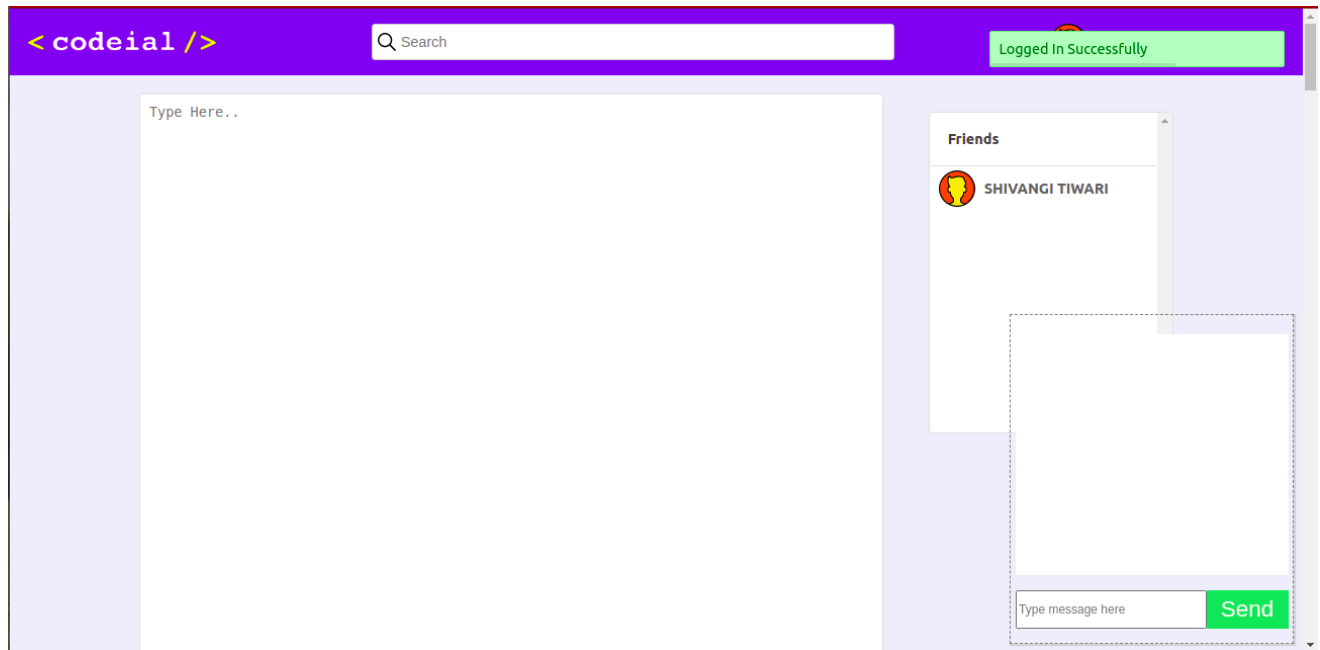 < codeial />
Search
Logged In Successfully
Type Here..
Friends
SHIVANGI TIWARI
Type message here
Send